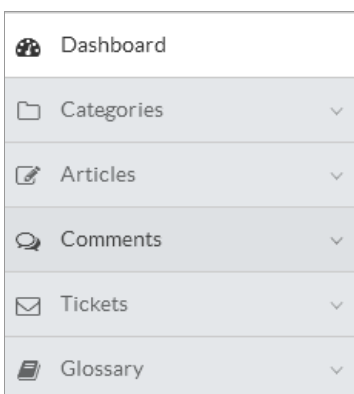 Dashboard
Categories
Articles
Comments
Tickets
Glossary